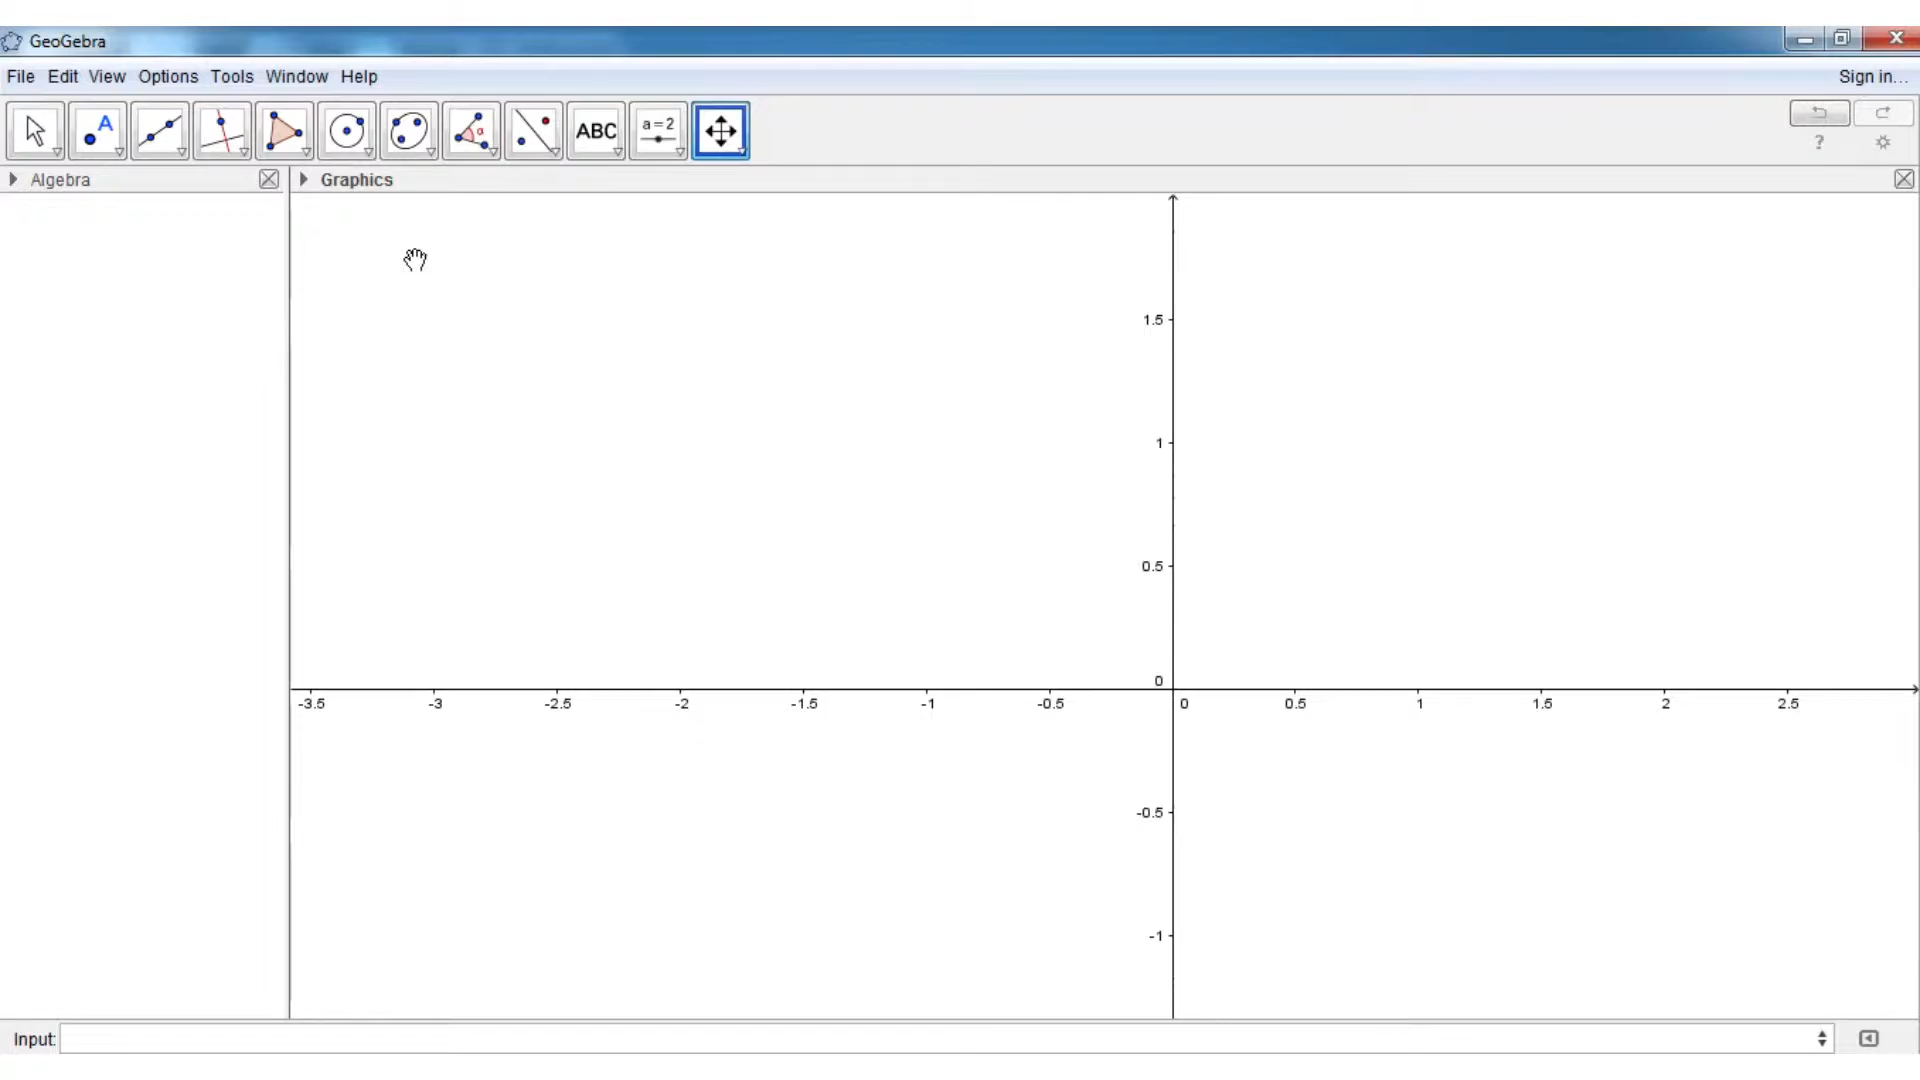 GeoGebra
File Edit View Options Tools Window Help Sign in...
A α ABC a=2 ?
Algebra Graphics
1.5
1
0.5
0
-3.5 -3 -2.5 -2 -1.5 -1 -0.5 0 0.5 1 1.5 2 2.5
-0.5
-1
Input: